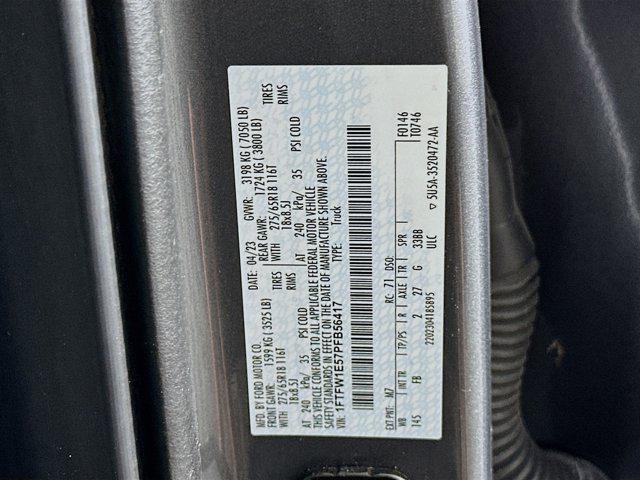 MFD. BY FORD MOTOR CO. DATE: 04/23 GVWR: 3198 KG ( 7050 LB)
FRONT GAWR: 1599 KG ( 3525 LB) REAR GAWR: 1724 KG ( 3800 LB)
WITH 275/65R18 116T TIRES WITH 275/65R18 116T TIRES
18x8.5J RIMS 18x8.5J RIMS
AT 240 kPa/ 35 PSI COLD AT 240 kPa/ 35 PSI COLD
THIS VEHICLE CONFORMS TO ALL APPLICABLE FEDERAL MOTOR VEHICLE
SAFETY STANDARDS IN EFFECT ON THE DATE OF MANUFACTURE SHOWN ABOVE.
VIN: 1FTFW1E57PFB56417 TYPE: Truck
F0146
T0746
EXT PNT: M7 RC: 71 DSO:
WB INT TR TP/PS R AXLE TR SPR
145 FB 2 27 G 33BB
ULC
2202304185895 ▽ 5U5A-3520472-AA